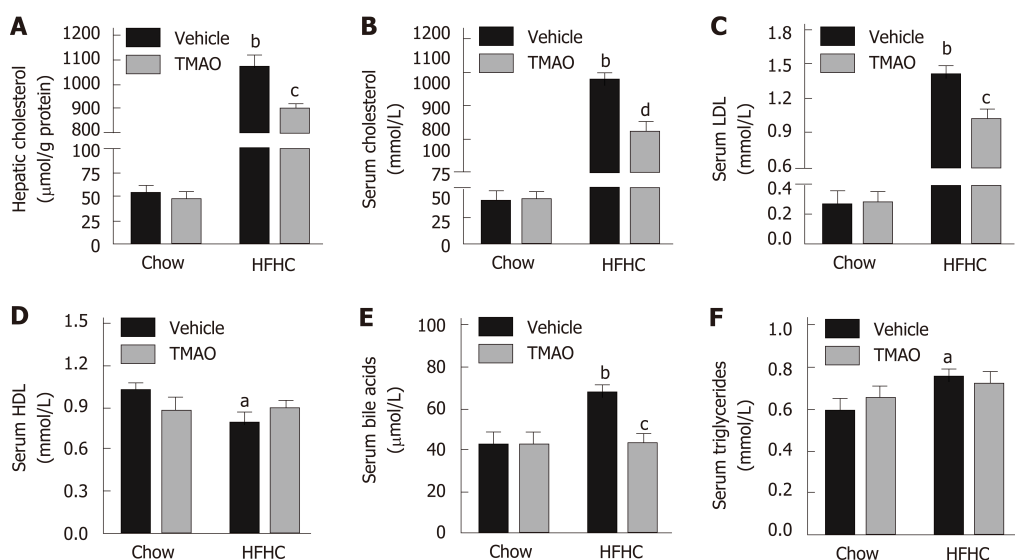 A
Hepatic cholesterol
(μmol/g protein)
1200
1100
1000
900
800
100
75
50
25
0
Vehicle
TMAO
b
c
Chow
HFHC
B
Serum cholesterol
(mmol/L)
1200
1100
1000
900
800
100
75
50
25
0
Vehicle
TMAO
b
d
Chow
HFHC
C
Serum LDL
(mmol/L)
1.8
1.5
1.2
0.9
0.6
0.4
0.2
0.0
Vehicle
TMAO
b
c
Chow
HFHC
D
Serum HDL
(mmol/L)
1.5
1.2
0.9
0.6
0.3
0.0
Vehicle
TMAO
a
Chow
HFHC
E
Serum bile acids
(μmol/L)
100
80
60
40
20
0
Vehicle
TMAO
b
c
Chow
HFHC
F
Serum triglycerides
(mmol/L)
1.0
0.8
0.6
0.4
0.2
0.0
Vehicle
TMAO
a
Chow
HFHC